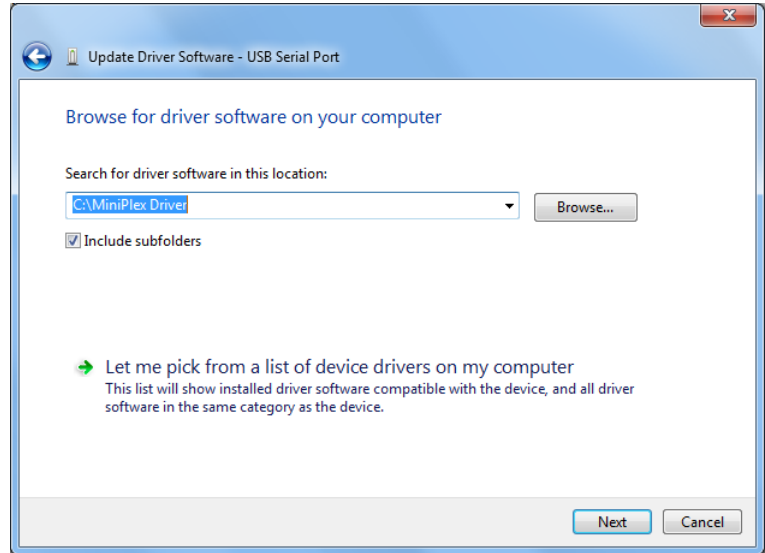 Update Driver Software - USB Serial Port
Browse for driver software on your computer
Search for driver software in this location:
C:\MiniPlex Driver
Browse...
Include subfolders
Let me pick from a list of device drivers on my computer
This list will show installed driver software compatible with the device, and all driver
software in the same category as the device.
Next
Cancel